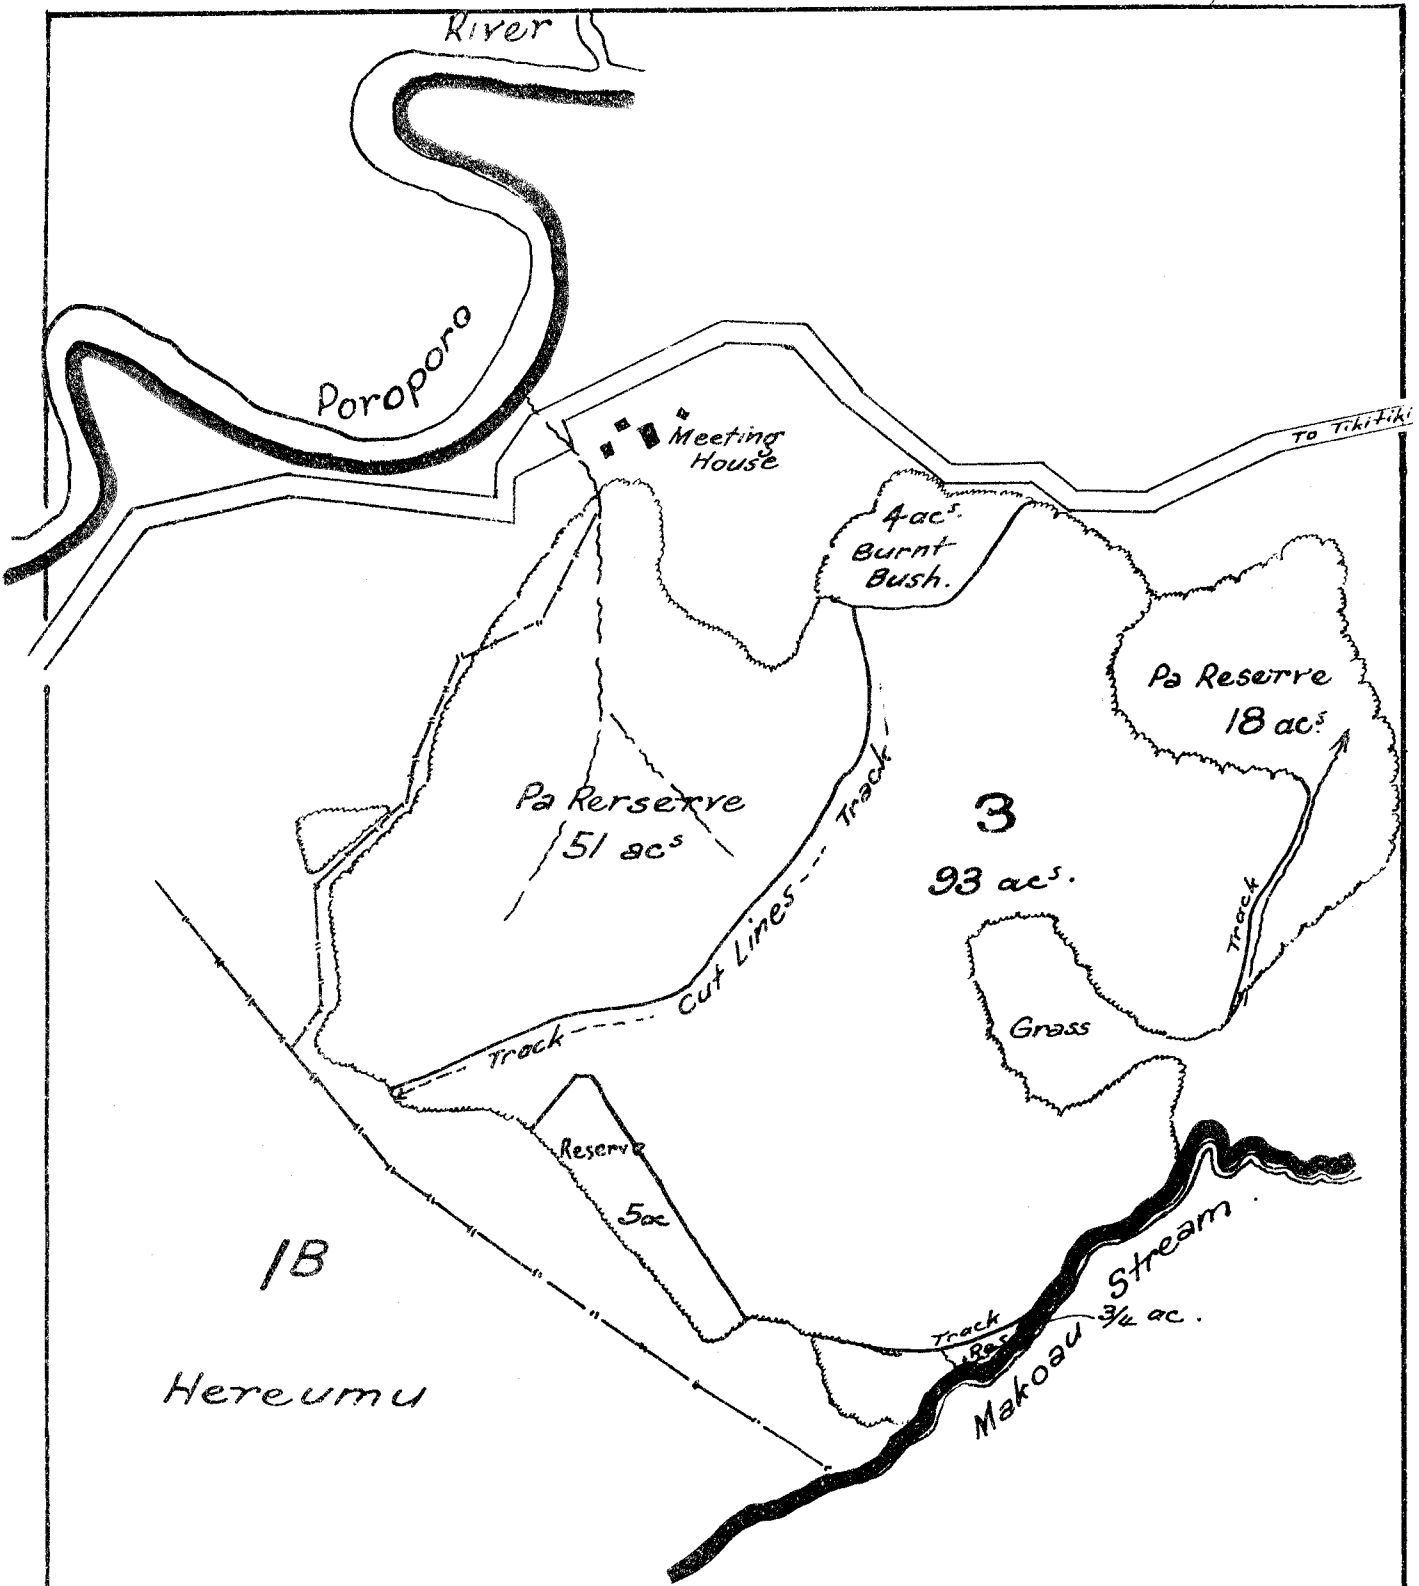 River
Poroporo
To Tikitiki
Meeting
House
4 acs.
Burnt
Bush.
Pa Reserve
18 acs.
Pa Rerserve
51 acs
Track
3
93 acs.
Cut Lines
Track
Track
Grass
Reserve
5ac
1B
Hereumu
Track
Res
3/4 ac.
Makoau Stream.